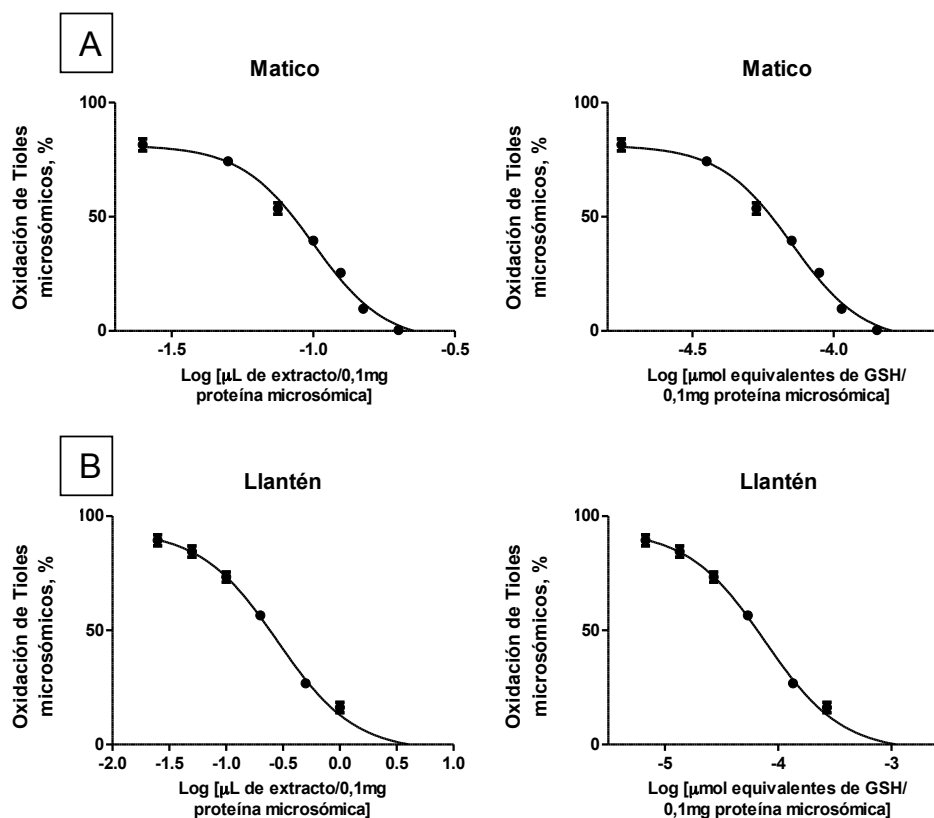 A
Matico
Oxidación de Tioles
microsómicos, %
100
50
0
-1.5
-1.0
-0.5
Log [μL de extracto/0,1mg
proteína microsómica]
Matico
Oxidación de Tioles
microsómicos, %
100
50
0
-4.5
-4.0
Log [μmol equivalentes de GSH/
0,1mg proteína microsómica]
B
Llantén
Oxidación de Tioles
microsómicos, %
100
50
0
-2.0
-1.5
-1.0
-0.5
0.0
0.5
1.0
Log [μL de extracto/0,1mg
proteína microsómica]
Llantén
Oxidación de Tioles
microsómicos, %
100
50
0
-5
-4
-3
Log [μmol equivalentes de GSH/
0,1mg proteína microsómica]